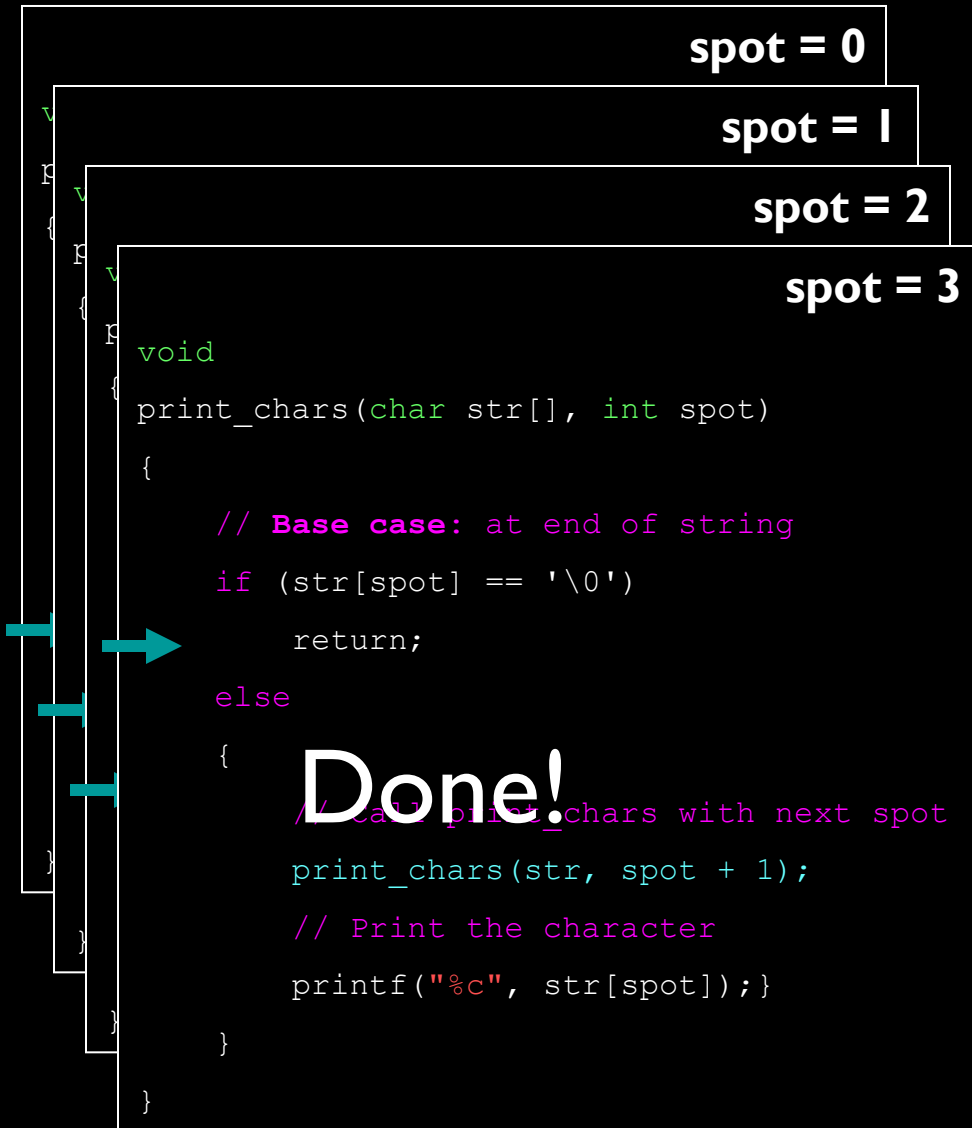 spot = 0
spot = 1
spot = 2
spot = 3
v
p
{
v
p
{
v
p
{
void
print_chars(char str[], int spot)
{
// Base case: at end of string
if (str[spot] == '\0')
return;
else
{
Done!
// Call print_chars with next spot
print_chars(str, spot + 1);
// Print the character
printf("%c", str[spot]);}
}
}
}
}
}